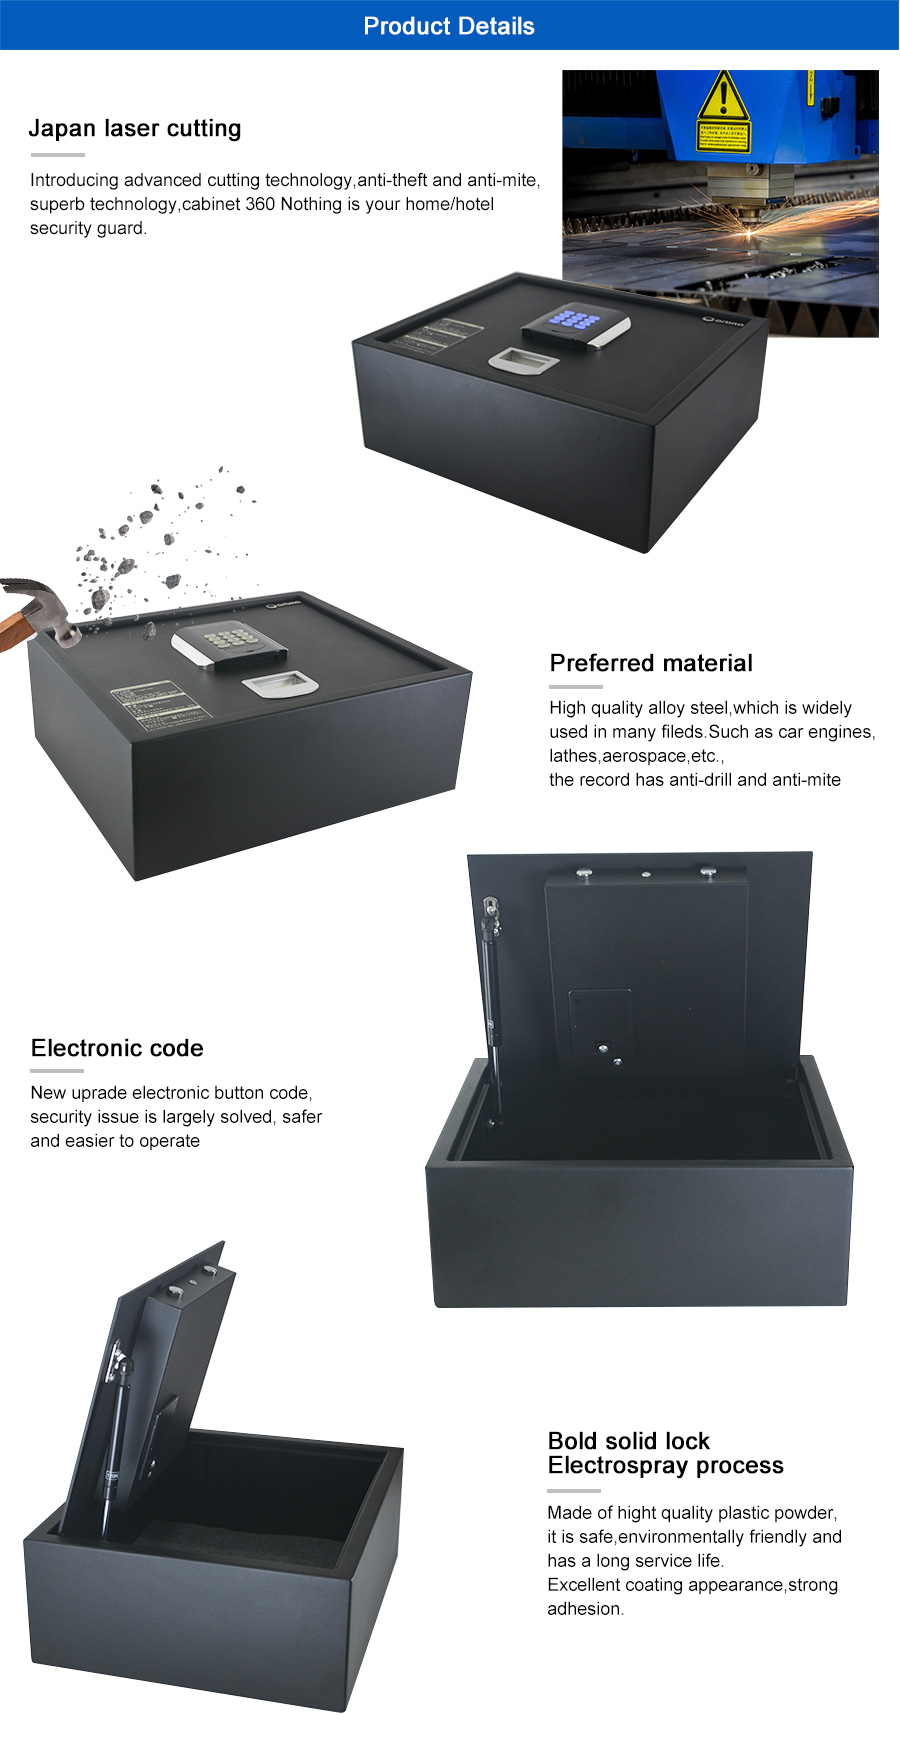 Product Details
Japan laser cutting
Introducing advanced cutting technology,anti-theft and anti-mite,
superb technology,cabinet 360 Nothing is your home/hotel
security guard.
orbita
orbita
Preferred material
High quality alloy steel,which is widely
used in many fileds.Such as car engines,
lathes,aerospace,etc.,
the record has anti-drill and anti-mite
Electronic code
New uprade electronic button code,
security issue is largely solved, safer
and easier to operate
Bold solid lock
Electrospray process
Made of hight quality plastic powder,
it is safe,environmentally friendly and
has a long service life.
Excellent coating appearance,strong
adhesion.